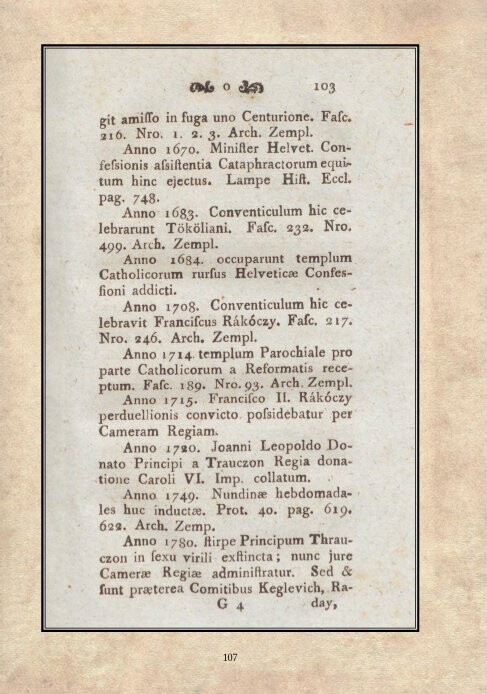 o 103
git amiſſo in fuga uno Centurione. Faſc.
216. Nro. 1. 2. 3. Arch. Zempl.
Anno 1670. Miniſter Helvet. Con-
feſsionis aſsiſtentia Cataphractorum equi-
tum hinc ejectus. Lampe Hiſt. Eccl.
pag. 748.
Anno 1683. Conventiculum hic ce-
lebrarunt Tököliani. Faſc. 232. Nro.
499. Arch. Zempl.
Anno 1684. occuparunt templum
Catholicorum rurſus Helveticæ Confeſ-
ſioni addicti.
Anno 1708. Conventiculum hic ce-
lebravit Franciſcus Rákóczy. Faſc. 217.
Nro. 246. Arch. Zempl.
Anno 1714. templum Parochiale pro
parte Catholicorum a Reformatis rece-
ptum. Faſc. 189. Nro. 93. Arch. Zempl.
Anno 1715. Franciſco II. Rákóczy
perduellionis convicto poſsidebatur per
Cameram Regiam.
Anno 1720. Joanni Leopoldo Do-
nato Principi a Trauczon Regia dona-
tione Caroli VI. Imp. collatum.
Anno 1749. Nundinæ hebdomada-
les huc inductæ. Prot. 40. pag. 619.
622. Arch. Zemp.
Anno 1780. ſtirpe Principum Thrau-
czon in ſexu virili exſtincta; nunc jure
Cameræ Regiæ adminiſtratur. Sed &
ſunt præterea Comitibus Keglevich, Ra-
G 4 day,
107